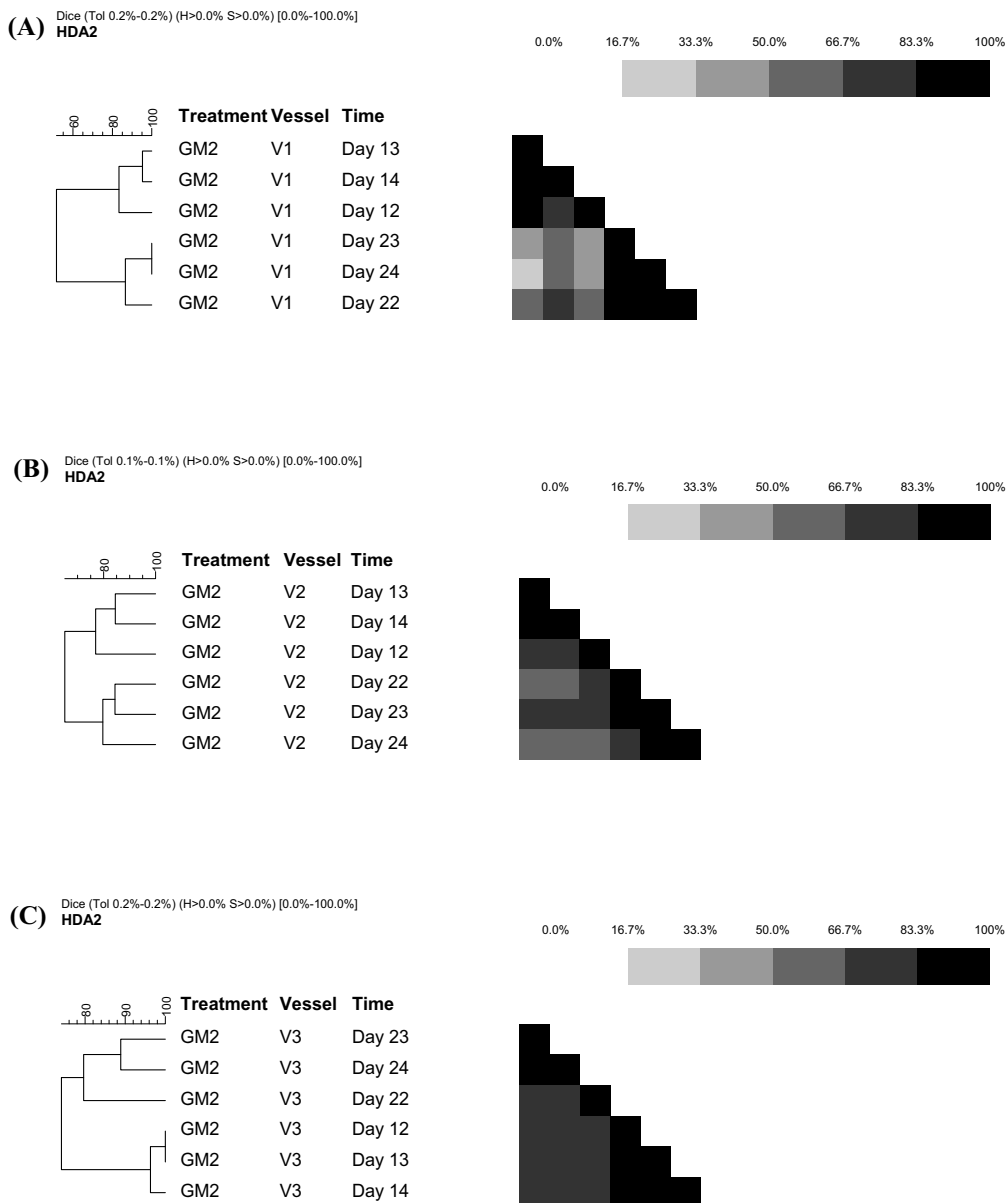 (A) Dice (Tol 0.2%-0.2%) (H>0.0% S>0.0%) [0.0%-100.0%]
HDA2
0.0% 16.7% 33.3% 50.0% 66.7% 83.3% 100%
60 80 100
Treatment Vessel Time
GM2 V1 Day 13
GM2 V1 Day 14
GM2 V1 Day 12
GM2 V1 Day 23
GM2 V1 Day 24
GM2 V1 Day 22
(B) Dice (Tol 0.1%-0.1%) (H>0.0% S>0.0%) [0.0%-100.0%]
HDA2
0.0% 16.7% 33.3% 50.0% 66.7% 83.3% 100%
80 100
Treatment Vessel Time
GM2 V2 Day 13
GM2 V2 Day 14
GM2 V2 Day 12
GM2 V2 Day 22
GM2 V2 Day 23
GM2 V2 Day 24
(C) Dice (Tol 0.2%-0.2%) (H>0.0% S>0.0%) [0.0%-100.0%]
HDA2
0.0% 16.7% 33.3% 50.0% 66.7% 83.3% 100%
80 90 100
Treatment Vessel Time
GM2 V3 Day 23
GM2 V3 Day 24
GM2 V3 Day 22
GM2 V3 Day 12
GM2 V3 Day 13
GM2 V3 Day 14